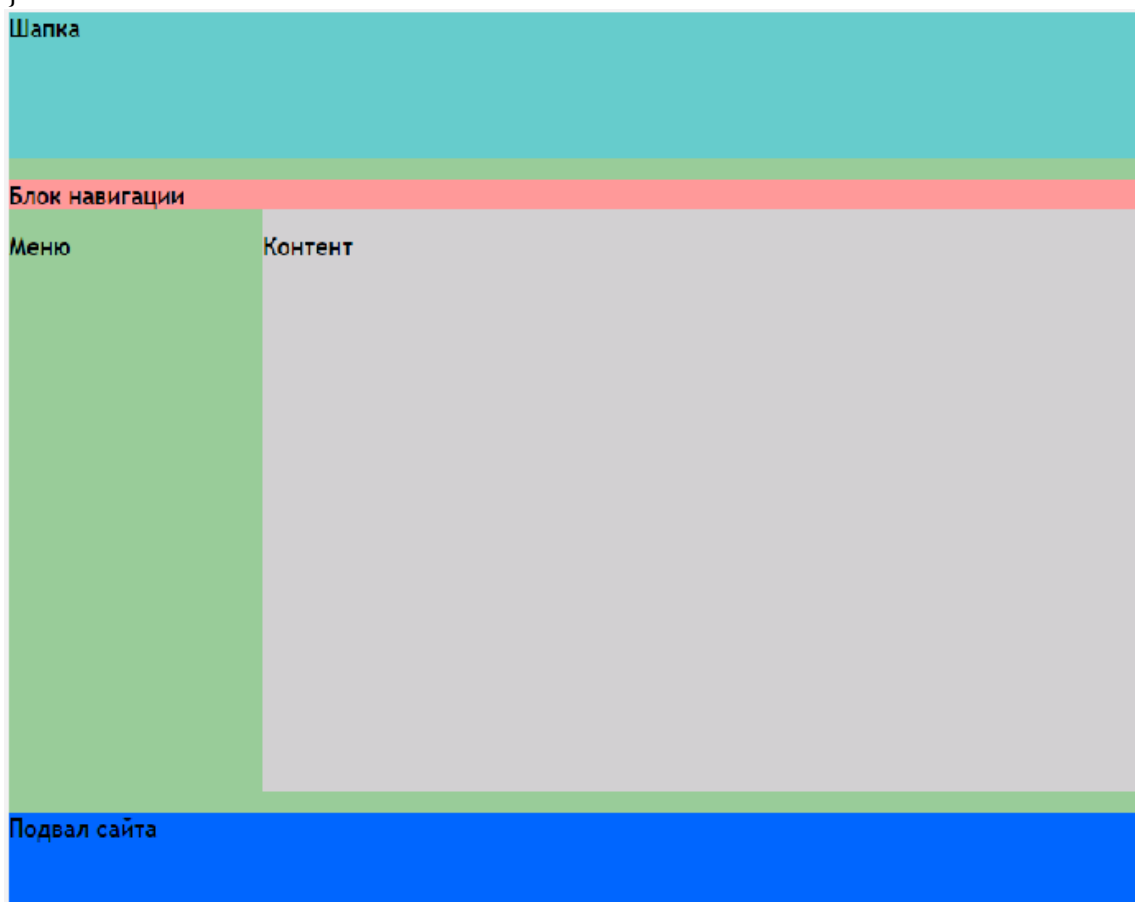 }
Шапка
Блок навигации
Меню
Контент
Подвал сайта